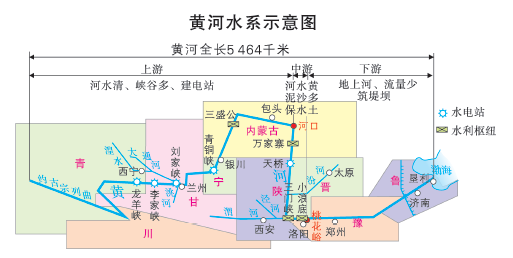 黄河水系示意图
黄河全长5 464千米
上游
中游
下游
河水清、峡谷多、建电站
河水黄
泥沙多
保水土
地上河、流量少
筑堤坝
三盛公
包头
内蒙古
河口
万家寨
水电站
水利枢纽
青铜峡
银川
宁
天桥
河
陕
晋
汾河
太原
青
湟水
大通河
西宁
刘家峡
黄
龙羊峡
李家峡
洮河
兰州
甘
川
渭河
泾河
西安
三门峡
小浪底
洛阳
桃花峪
郑州
豫
鲁
垦利
济南
渤海
约古宗列曲